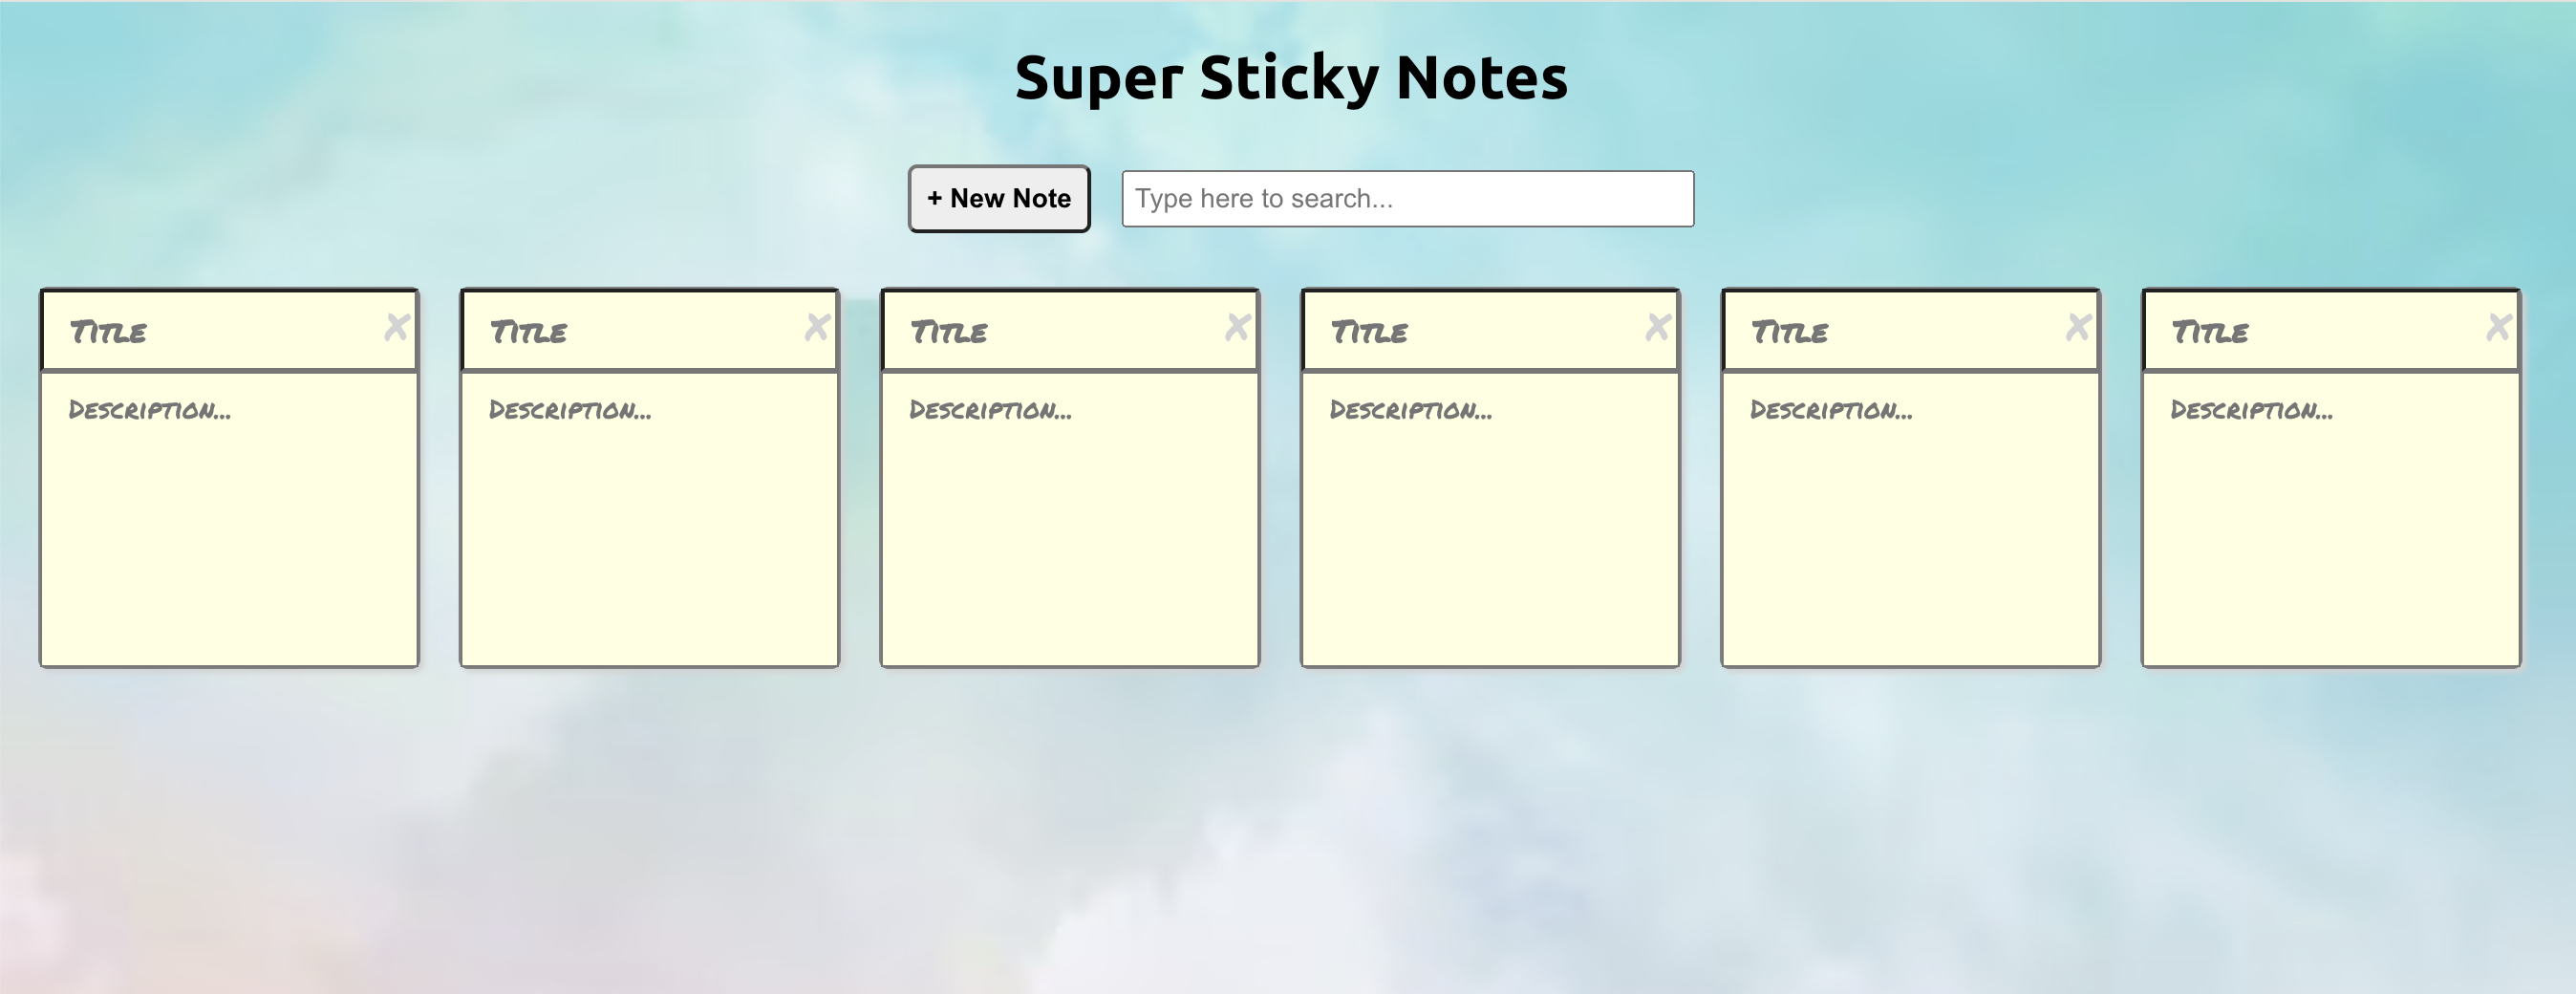 Super Sticky Notes
+ New Note
Type here to search...
Title Title Title Title Title Title
Description... Description... Description... Description... Description... Description...